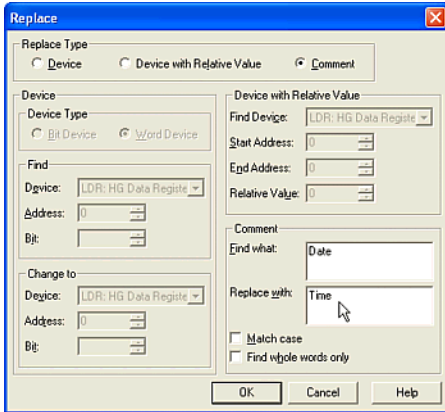 Replace
Replace Type
Device
Device with Relative Value
Comment
Device
Device Type
Bit Device
Word Device
Find
Device: LDR: HG Data Registe
Address: 0
Bit:
Change to
Device: LDR: HG Data Registe
Address: 0
Bit:
Device with Relative Value
Find Device: LDR: HG Data Registe
Start Address: 0
End Address: 0
Relative Value: 0
Comment
Find what: Date
Replace with: Time
Match case
Find whole words only
OK Cancel Help